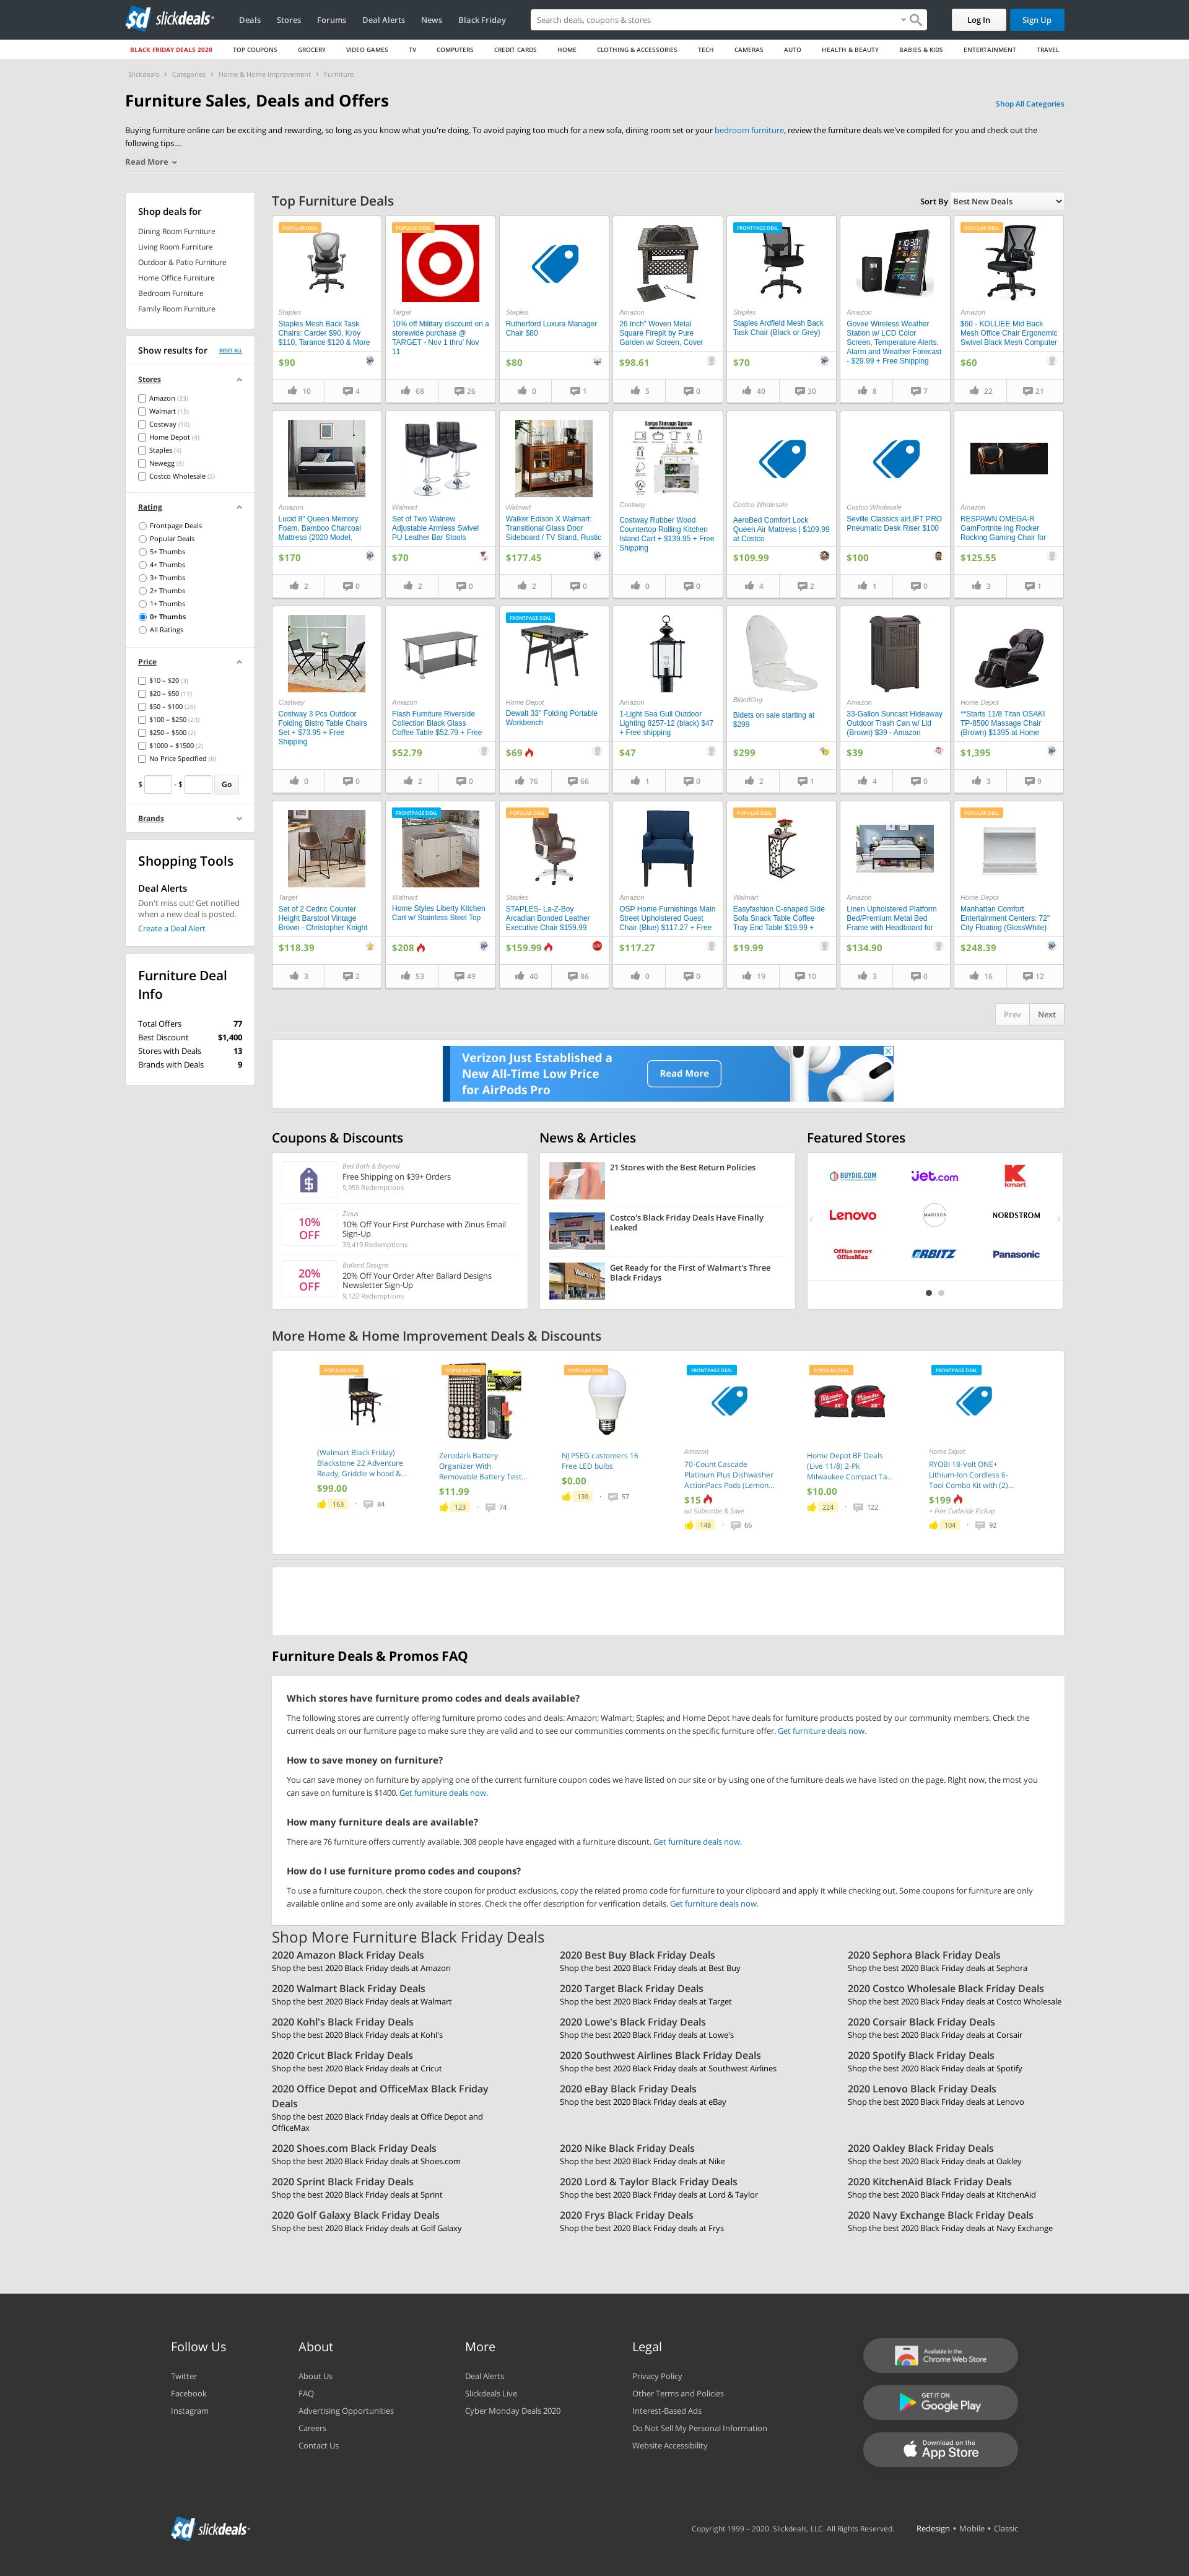 slickdeals
Deals
Stores
Forums
Deal Alerts
News
Black Friday
Search deals, coupons & stores
Log In
Sign Up
BLACK FRIDAY DEALS 2020
TOP COUPONS
GROCERY
VIDEO GAMES
TV
COMPUTERS
CREDIT CARDS
HOME
CLOTHING & ACCESSORIES
TECH
CAMERAS
AUTO
HEALTH & BEAUTY
BABIES & KIDS
ENTERTAINMENT
TRAVEL
Slickdeals > Categories > Home & Home Improvement > Furniture
Furniture Sales, Deals and Offers
Shop All Categories
Buying furniture online can be exciting and rewarding, so long as you know what you're doing. To avoid paying too much for a new sofa, dining room set or your bedroom furniture, review the furniture deals we've compiled for you and check out the
following tips....
Read More
Shop deals for
Dining Room Furniture
Living Room Furniture
Outdoor & Patio Furniture
Home Office Furniture
Bedroom Furniture
Family Room Furniture
Show results for
RESET ALL
Stores
Amazon (33)
Walmart (15)
Costway (10)
Home Depot (4)
Staples (4)
Newegg (3)
Costco Wholesale (2)
Rating
Frontpage Deals
Popular Deals
5+ Thumbs
4+ Thumbs
3+ Thumbs
2+ Thumbs
1+ Thumbs
0+ Thumbs
All Ratings
Price
$10 – $20 (3)
$20 – $50 (11)
$50 – $100 (28)
$100 – $250 (23)
$250 – $500 (2)
$1000 – $1500 (2)
No Price Specified (8)
$ - $ Go
Brands
Shopping Tools
Deal Alerts
Don't miss out! Get notified
when a new deal is posted.
Create a Deal Alert
Furniture Deal
Info
Total Offers 77
Best Discount $1,400
Stores with Deals 13
Brands with Deals 9
Top Furniture Deals
Sort By Best New Deals
POPULAR DEAL
Staples
Staples Mesh Back Task
Chairs: Carder $90, Kroy
$110, Tarance $120 & More
$90
10 4
POPULAR DEAL
Target
10% off Military discount on a
storewide purchase @
TARGET - Nov 1 thru' Nov
11
68 26
Staples
Rutherford Luxura Manager
Chair $80
$80
0 1
Amazon
26 Inch" Woven Metal
Square Firepit by Pure
Garden w/ Screen, Cover
$98.61
5 0
FRONTPAGE DEAL
Staples
Staples Ardfield Mesh Back
Task Chair (Black or Grey)
$70
40 30
Amazon
Govee Wireless Weather
Station w/ LCD Color
Screen, Temperature Alerts,
Alarm and Weather Forecast
- $29.99 + Free Shipping
8 7
POPULAR DEAL
Amazon
$60 - KOLLIEE Mid Back
Mesh Office Chair Ergonomic
Swivel Black Mesh Computer
$60
22 21
Amazon
Lucid 8" Queen Memory
Foam, Bamboo Charcoal
Mattress (2020 Model,
$170
2 0
Walmart
Set of Two Walnew
Adjustable Armless Swivel
PU Leather Bar Stools
$70
2 0
Walmart
Walker Edison X Walmart:
Transitional Glass Door
Sideboard / TV Stand, Rustic
$177.45
2 0
Large Storage Space
Costway
Costway Rubber Wood
Countertop Rolling Kitchen
Island Cart + $139.95 + Free
Shipping
0 0
Costco Wholesale
AeroBed Comfort Lock
Queen Air Mattress | $109.99
at Costco
$109.99
4 2
Costco Wholesale
Seville Classics airLIFT PRO
Pneumatic Desk Riser $100
$100
1 0
Amazon
RESPAWN OMEGA-R
GamFortnite ing Rocker
Rocking Gaming Chair for
$125.55
3 1
Costway
Costway 3 Pcs Outdoor
Folding Bistro Table Chairs
Set + $73.95 + Free
Shipping
0 0
Amazon
Flash Furniture Riverside
Collection Black Glass
Coffee Table $52.79 + Free
$52.79
2 0
FRONTPAGE DEAL
Home Depot
Dewalt 33" Folding Portable
Workbench
$69
76 66
Amazon
1-Light Sea Gull Outdoor
Lighting 8257-12 (black) $47
+ Free shipping
$47
1 0
BidetKing
Bidets on sale starting at
$299
$299
2 1
Amazon
33-Gallon Suncast Hideaway
Outdoor Trash Can w/ Lid
(Brown) $39 - Amazon
$39
4 0
Home Depot
**Starts 11/8 Titan OSAKI
TP-8500 Massage Chair
(Brown) $1395 at Home
$1,395
3 9
Target
Set of 2 Cedric Counter
Height Barstool Vintage
Brown - Christopher Knight
$118.39
3 2
FRONTPAGE DEAL
Walmart
Home Styles Liberty Kitchen
Cart w/ Stainless Steel Top
$208
53 49
POPULAR DEAL
Staples
STAPLES- La-Z-Boy
Arcadian Bonded Leather
Executive Chair $159.99
$159.99
40 86
Amazon
OSP Home Furnishings Main
Street Upholstered Guest
Chair (Blue) $117.27 + Free
$117.27
0 0
POPULAR DEAL
Walmart
Easyfashion C-shaped Side
Sofa Snack Table Coffee
Tray End Table $19.99 +
$19.99
19 10
Amazon
Linen Upholstered Platform
Bed/Premium Metal Bed
Frame with Headboard for
$134.90
3 0
POPULAR DEAL
Home Depot
Manhattan Comfort
Entertainment Centers: 72"
City Floating (GlossWhite)
$248.39
16 12
Prev
Next
Verizon Just Established a
New All-Time Low Price
for AirPods Pro
Read More
Coupons & Discounts
Bed Bath & Beyond
Free Shipping on $39+ Orders
9,959 Redemptions
10%
OFF
Zinus
10% Off Your First Purchase with Zinus Email
Sign-Up
39,419 Redemptions
20%
OFF
Ballard Designs
20% Off Your Order After Ballard Designs
Newsletter Sign-Up
9,122 Redemptions
News & Articles
21 Stores with the Best Return Policies
Costco's Black Friday Deals Have Finally
Leaked
Get Ready for the First of Walmart's Three
Black Fridays
Featured Stores
BUYDIG.COM
Jet.com
Kmart
Lenovo
MADISON
NORDSTROM
Office DEPOT
OfficeMax
ORBITZ
Panasonic
More Home & Home Improvement Deals & Discounts
POPULAR DEAL
(Walmart Black Friday)
Blackstone 22 Adventure
Ready, Griddle w hood &...
$99.00
163 84
POPULAR DEAL
Zerodark Battery
Organizer With
Removable Battery Test...
$11.99
123 74
POPULAR DEAL
NJ PSEG customers 16
Free LED bulbs
$0.00
139 57
FRONTPAGE DEAL
Amazon
70-Count Cascade
Platinum Plus Dishwasher
ActionPacs Pods (Lemon...
$15
w/ Subscribe & Save
148 66
POPULAR DEAL
Home Depot BF Deals
(Live 11/8) 2-Pk
Milwaukee Compact Ta...
$10.00
224 122
FRONTPAGE DEAL
Home Depot
RYOBI 18-Volt ONE+
Lithium-Ion Cordless 6-
Tool Combo Kit with (2)...
$199
+ Free Curbside Pickup
104 92
Furniture Deals & Promos FAQ
Which stores have furniture promo codes and deals available?
The following stores are currently offering furniture promo codes and deals: Amazon; Walmart; Staples; and Home Depot have deals for furniture products posted by our community members. Check the
current deals on our furniture page to make sure they are valid and to see our communities comments on the specific furniture offer. Get furniture deals now.
How to save money on furniture?
You can save money on furniture by applying one of the current furniture coupon codes we have listed on our site or by using one of the furniture deals we have listed on the page. Right now, the most you
can save on furniture is $1400. Get furniture deals now.
How many furniture deals are available?
There are 76 furniture offers currently available. 308 people have engaged with a furniture discount. Get furniture deals now.
How do I use furniture promo codes and coupons?
To use a furniture coupon, check the store coupon for product exclusions, copy the related promo code for furniture to your clipboard and apply it while checking out. Some coupons for furniture are only
available online and some are only available in stores. Check the offer description for verification details. Get furniture deals now.
Shop More Furniture Black Friday Deals
2020 Amazon Black Friday Deals
Shop the best 2020 Black Friday deals at Amazon
2020 Best Buy Black Friday Deals
Shop the best 2020 Black Friday deals at Best Buy
2020 Sephora Black Friday Deals
Shop the best 2020 Black Friday deals at Sephora
2020 Walmart Black Friday Deals
Shop the best 2020 Black Friday deals at Walmart
2020 Target Black Friday Deals
Shop the best 2020 Black Friday deals at Target
2020 Costco Wholesale Black Friday Deals
Shop the best 2020 Black Friday deals at Costco Wholesale
2020 Kohl's Black Friday Deals
Shop the best 2020 Black Friday deals at Kohl's
2020 Lowe's Black Friday Deals
Shop the best 2020 Black Friday deals at Lowe's
2020 Corsair Black Friday Deals
Shop the best 2020 Black Friday deals at Corsair
2020 Cricut Black Friday Deals
Shop the best 2020 Black Friday deals at Cricut
2020 Southwest Airlines Black Friday Deals
Shop the best 2020 Black Friday deals at Southwest Airlines
2020 Spotify Black Friday Deals
Shop the best 2020 Black Friday deals at Spotify
2020 Office Depot and OfficeMax Black Friday
Deals
Shop the best 2020 Black Friday deals at Office Depot and
OfficeMax
2020 eBay Black Friday Deals
Shop the best 2020 Black Friday deals at eBay
2020 Lenovo Black Friday Deals
Shop the best 2020 Black Friday deals at Lenovo
2020 Shoes.com Black Friday Deals
Shop the best 2020 Black Friday deals at Shoes.com
2020 Nike Black Friday Deals
Shop the best 2020 Black Friday deals at Nike
2020 Oakley Black Friday Deals
Shop the best 2020 Black Friday deals at Oakley
2020 Sprint Black Friday Deals
Shop the best 2020 Black Friday deals at Sprint
2020 Lord & Taylor Black Friday Deals
Shop the best 2020 Black Friday deals at Lord & Taylor
2020 KitchenAid Black Friday Deals
Shop the best 2020 Black Friday deals at KitchenAid
2020 Golf Galaxy Black Friday Deals
Shop the best 2020 Black Friday deals at Golf Galaxy
2020 Frys Black Friday Deals
Shop the best 2020 Black Friday deals at Frys
2020 Navy Exchange Black Friday Deals
Shop the best 2020 Black Friday deals at Navy Exchange
Follow Us
Twitter
Facebook
Instagram
About
About Us
FAQ
Advertising Opportunities
Careers
Contact Us
More
Deal Alerts
Slickdeals Live
Cyber Monday Deals 2020
Legal
Privacy Policy
Other Terms and Policies
Interest-Based Ads
Do Not Sell My Personal Information
Website Accessibility
Available in the
Chrome Web Store
GET IT ON
Google Play
Download on the
App Store
slickdeals
Copyright 1999 – 2020. Slickdeals, LLC. All Rights Reserved.
Redesign • Mobile • Classic